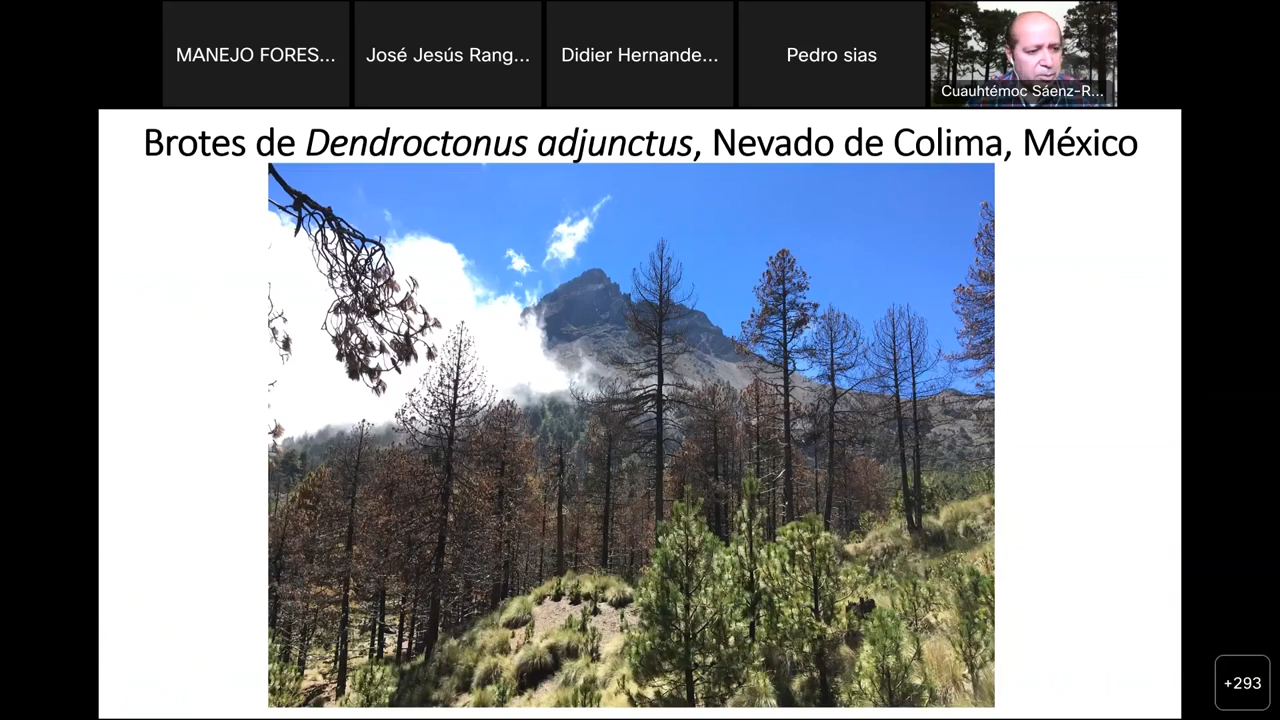 MANEJO FORES...
José Jesús Rang...
Didier Hernande...
Pedro sias
Cuauhtémoc Sáenz-R...
Brotes de Dendroctonus adjunctus, Nevado de Colima, México
+293